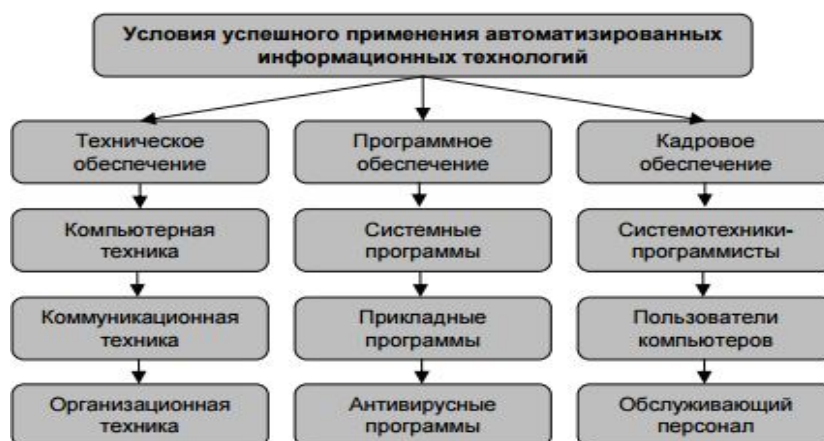 Условия успешного применения автоматизированных
информационных технологий
Техническое
обеспечение
Программное
обеспечение
Кадровое
обеспечение
Компьютерная
техника
Системные
программы
Системотехники-
программисты
Коммуникационная
техника
Прикладные
программы
Пользователи
компьютеров
Организационная
техника
Антивирусные
программы
Обслуживающий
персонал